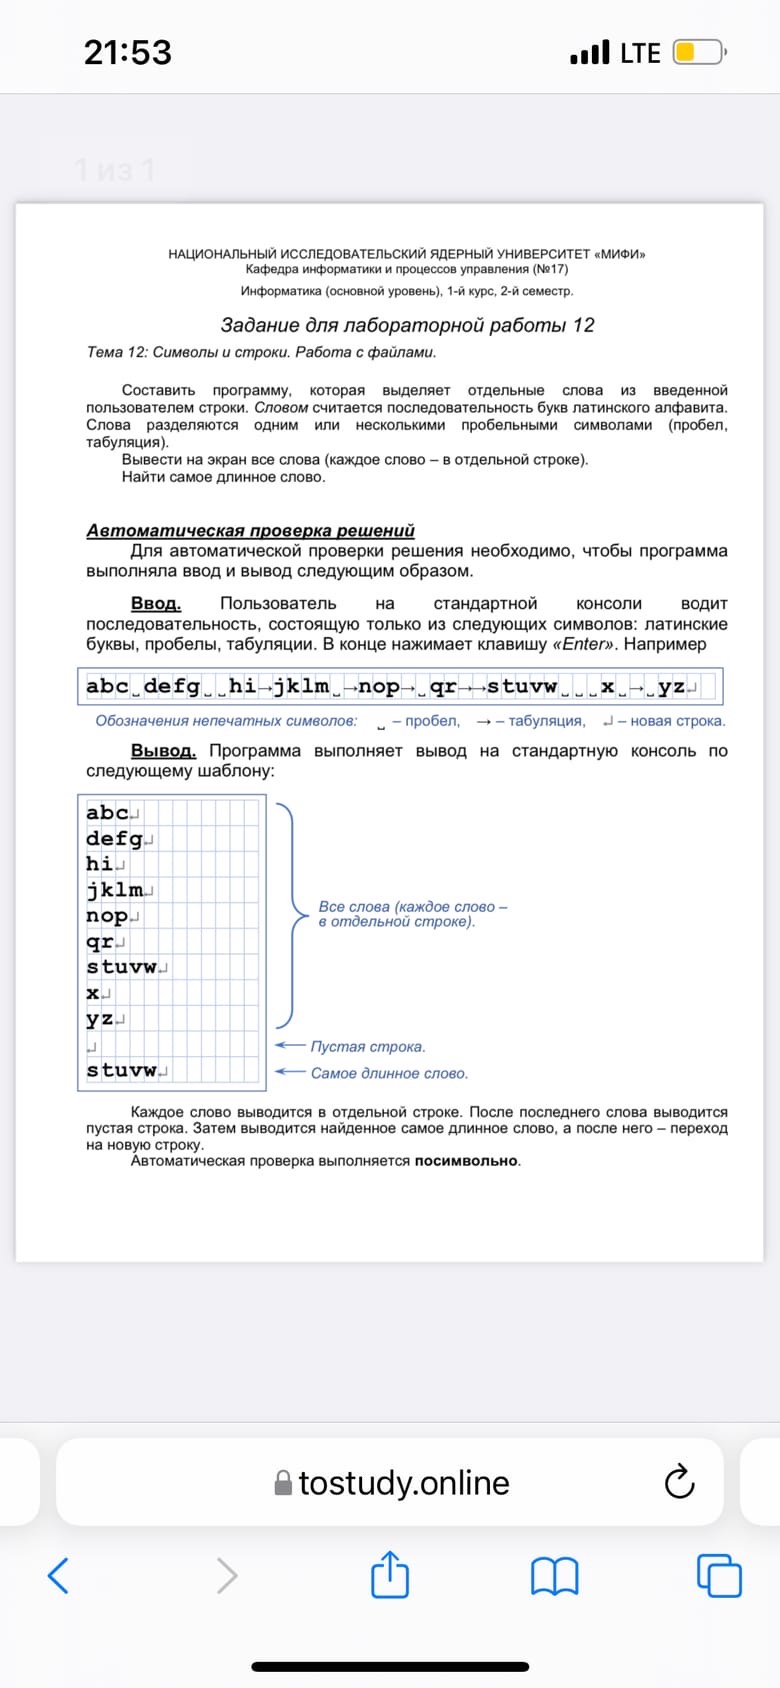 21:53
LTE
1 из 1
НАЦИОНАЛЬНЫЙ ИССЛЕДОВАТЕЛЬСКИЙ ЯДЕРНЫЙ УНИВЕРСИТЕТ «МИФИ»
Кафедра информатики и процессов управления (№17)
Информатика (основной уровень), 1-й курс, 2-й семестр.
Задание для лабораторной работы 12
Тема 12: Символы и строки. Работа с файлами.
Составить программу, которая выделяет отдельные слова из введенной
пользователем строки. Словом считается последовательность букв латинского алфавита.
Слова разделяются одним или несколькими пробельными символами (пробел,
табуляция).
Вывести на экран все слова (каждое слово – в отдельной строке).
Найти самое длинное слово.
Автоматическая проверка решений
Для автоматической проверки решения необходимо, чтобы программа
выполняла ввод и вывод следующим образом.
Ввод. Пользователь на стандартной консоли водит
последовательность, состоящую только из следующих символов: латинские
буквы, пробелы, табуляции. В конце нажимает клавишу «Enter». Например
abc˽defg˽˽hi→jklm˽→nop→˽qr→→stuvw˽˽˽x˽→˽yz↲
Обозначения непечатных символов: ˽ – пробел, → – табуляция, ↲ – новая строка.
Вывод. Программа выполняет вывод на стандартную консоль по
следующему шаблону:
abc↲
defg↲
hi↲
jklm↲
nop↲
qr↲
stuvw↲
x↲
yz↲
↲
stuvw↲
Все слова (каждое слово –
в отдельной строке).
Пустая строка.
Самое длинное слово.
Каждое слово выводится в отдельной строке. После последнего слова выводится
пустая строка. Затем выводится найденное самое длинное слово, а после него – переход
на новую строку.
Автоматическая проверка выполняется посимвольно.
tostudy.online